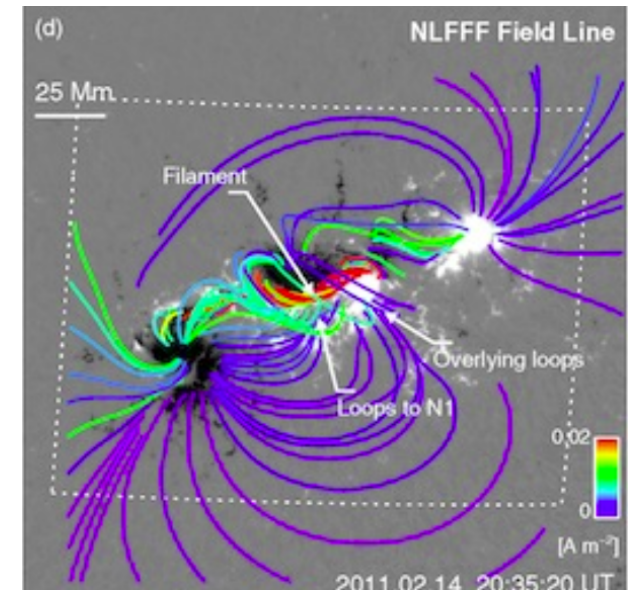 (d)
NLFFF Field Line
25 Mm
Filament
Overlying loops
Loops to N1
0.02
0
[A m⁻²]
2011.02.14 20:35:20 UT